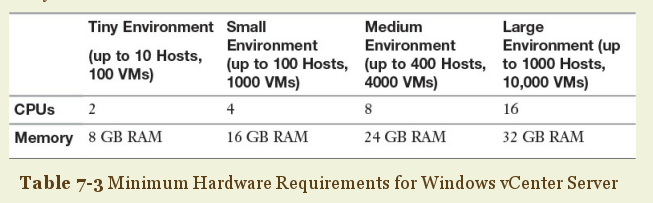 Tiny Environment Small Medium Large
Environment Environment Environment (up
(up to 10 Hosts, (up to 100 Hosts, (up to 400 Hosts, to 1000 Hosts,
100 VMs) 1000 VMs) 4000 VMs) 10,000 VMs)
CPUs 2 4 8 16
Memory 8 GB RAM 16 GB RAM 24 GB RAM 32 GB RAM
Table 7-3 Minimum Hardware Requirements for Windows vCenter Server